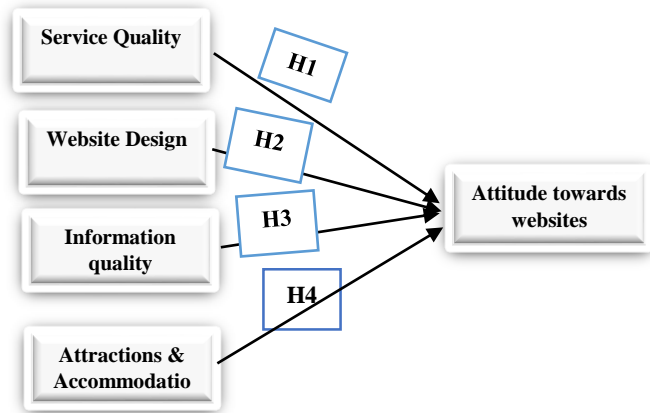 Service Quality
H1
Website Design
H2
Information
quality
H3
Attractions &
Accommodatio
H4
Attitude towards
websites